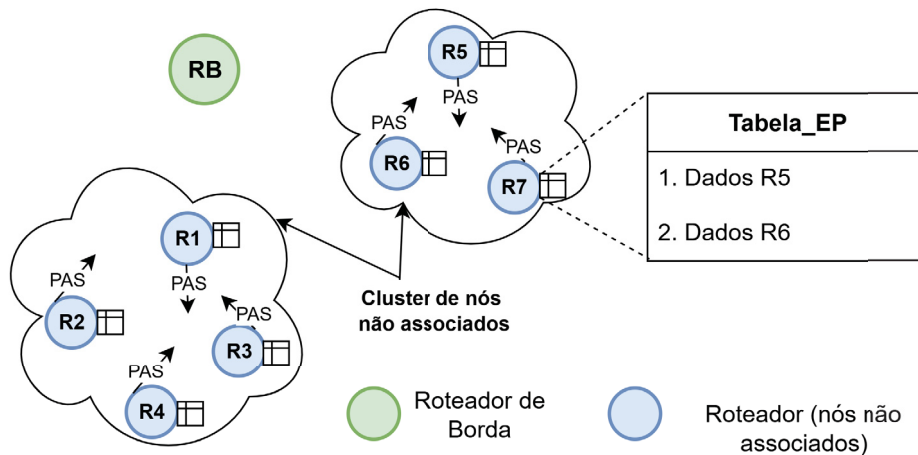 RB
R5
PAS
PAS
R6
PAS
R7
Tabela_EP
1. Dados R5
2. Dados R6
R1
PAS
PAS
R2
PAS
R3
PAS
R4
Cluster de nós
não associados
Roteador de
Borda
Roteador (nós não
associados)